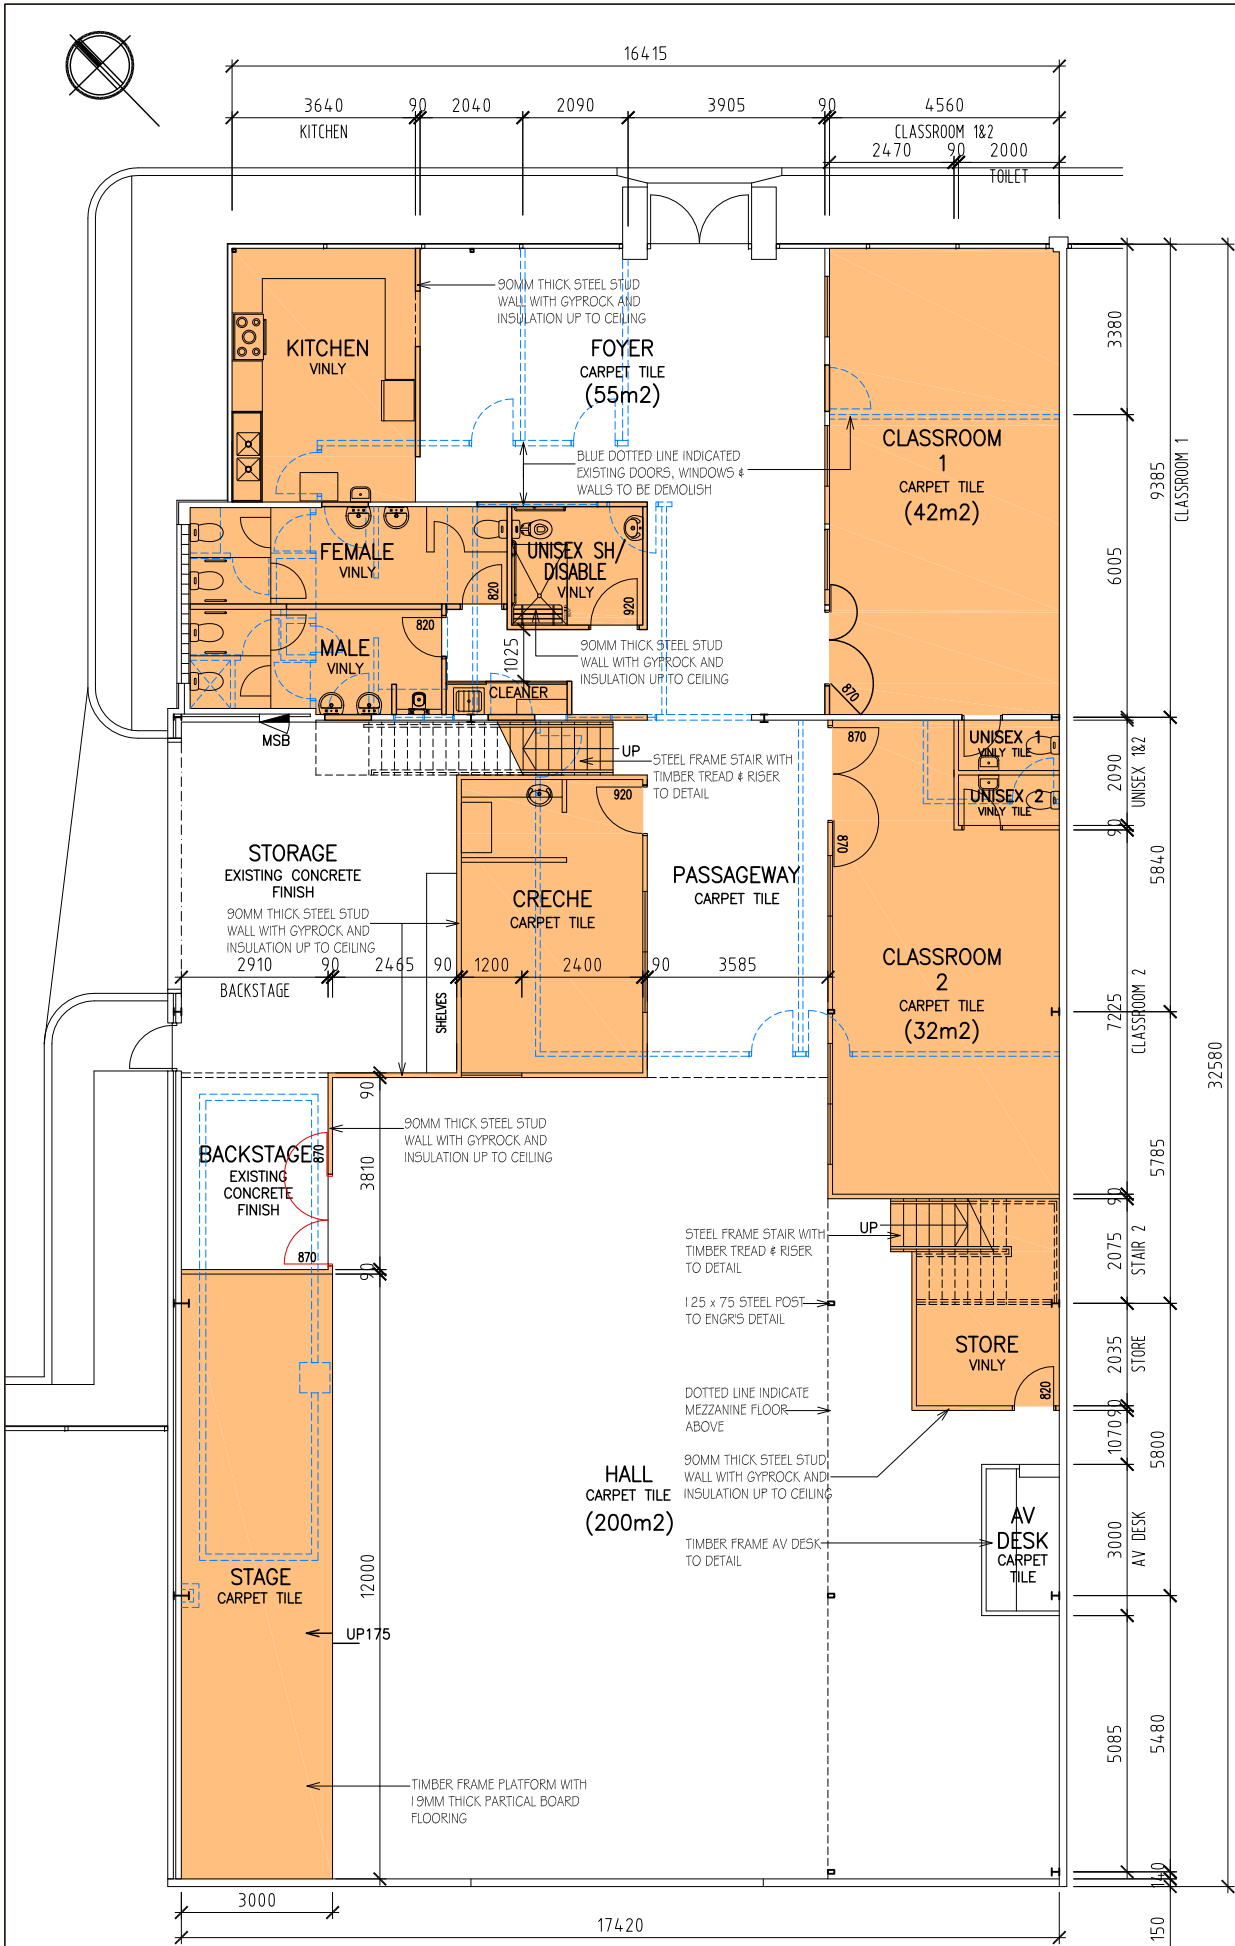 16415
3640
90
2040
2090
3905
90
4560
KITCHEN
CLASSROOM 1&2
2470
90
2000
TOILET
90MM THICK STEEL STUD
WALL WITH GYPROCK AND
INSULATION UP TO CEILING
KITCHEN
VINLY
FOYER
CARPET TILE
(55m2)
3380
BLUE DOTTED LINE INDICATED
EXISTING DOORS, WINDOWS &
WALLS TO BE DEMOLISH
CLASSROOM
1
CARPET TILE
(42m2)
9385
CLASSROOM 1
6005
FEMALE
VINLY
820
UNISEX SH/
DISABLE
VINLY
920
MALE
VINLY
820
1025
90MM THICK STEEL STUD
WALL WITH GYPROCK AND
INSULATION UP TO CEILING
CLEANER
870
MSB
UP
STEEL FRAME STAIR WITH
TIMBER TREAD & RISER
TO DETAIL
870
UNISEX 1
VINLY TILE
UNISEX 2
VINLY TILE
2090
UNISEX 1&2
90
920
870
STORAGE
EXISTING CONCRETE
FINISH
90MM THICK STEEL STUD
WALL WITH GYPROCK AND
INSULATION UP TO CEILING
CRECHE
CARPET TILE
PASSAGEWAY
CARPET TILE
5840
2910
90
2465
90
1200
2400
90
3585
BACKSTAGE
SHELVES
CLASSROOM
2
CARPET TILE
(32m2)
7225
CLASSROOM 2
32580
90
90MM THICK STEEL STUD
WALL WITH GYPROCK AND
INSULATION UP TO CEILING
3810
BACKSTAGE
EXISTING
CONCRETE
FINISH
870
870
90
5785
90
STEEL FRAME STAIR WITH
TIMBER TREAD & RISER
TO DETAIL
UP
2075
STAIR 2
125 x 75 STEEL POST
TO ENGR'S DETAIL
STORE
VINLY
820
2035
STORE
90
DOTTED LINE INDICATE
MEZZANINE FLOOR
ABOVE
1070
5800
90MM THICK STEEL STUD
WALL WITH GYPROCK AND
INSULATION UP TO CEILING
HALL
CARPET TILE
(200m2)
AV
DESK
CARPET
TILE
3000
AV DESK
TIMBER FRAME AV DESK
TO DETAIL
STAGE
CARPET TILE
12000
UP175
5085
5480
TIMBER FRAME PLATFORM WITH
19MM THICK PARTICAL BOARD
FLOORING
140
3000
17420
150